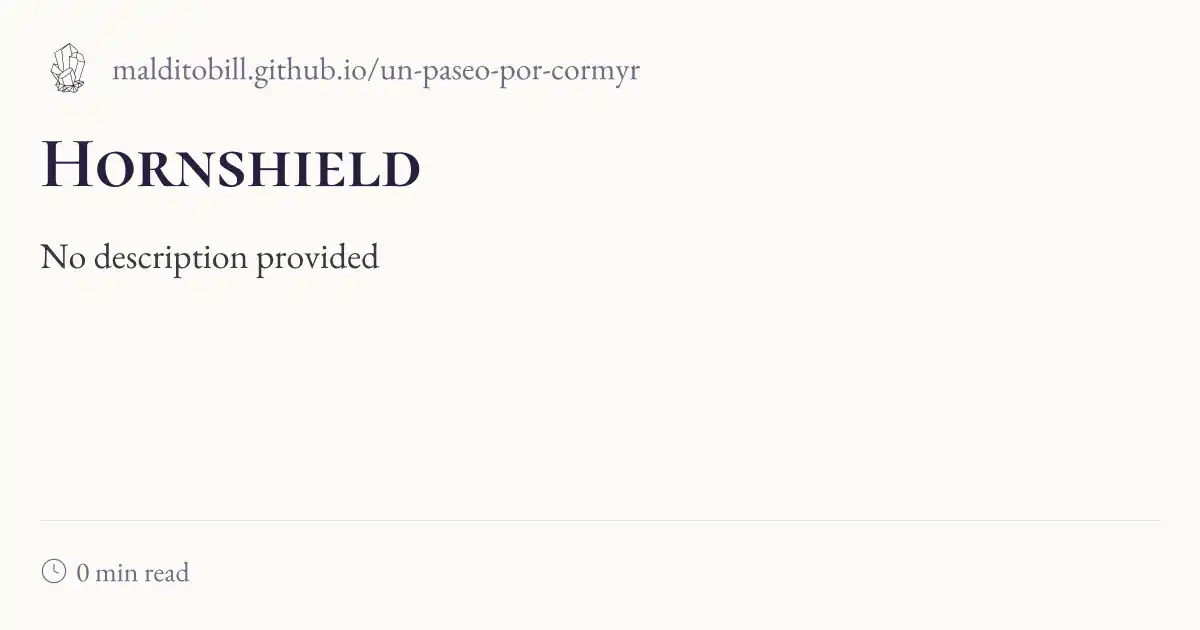 malditobill.github.io/un-paseo-por-cormyr
Hornshield
No description provided
0 min read